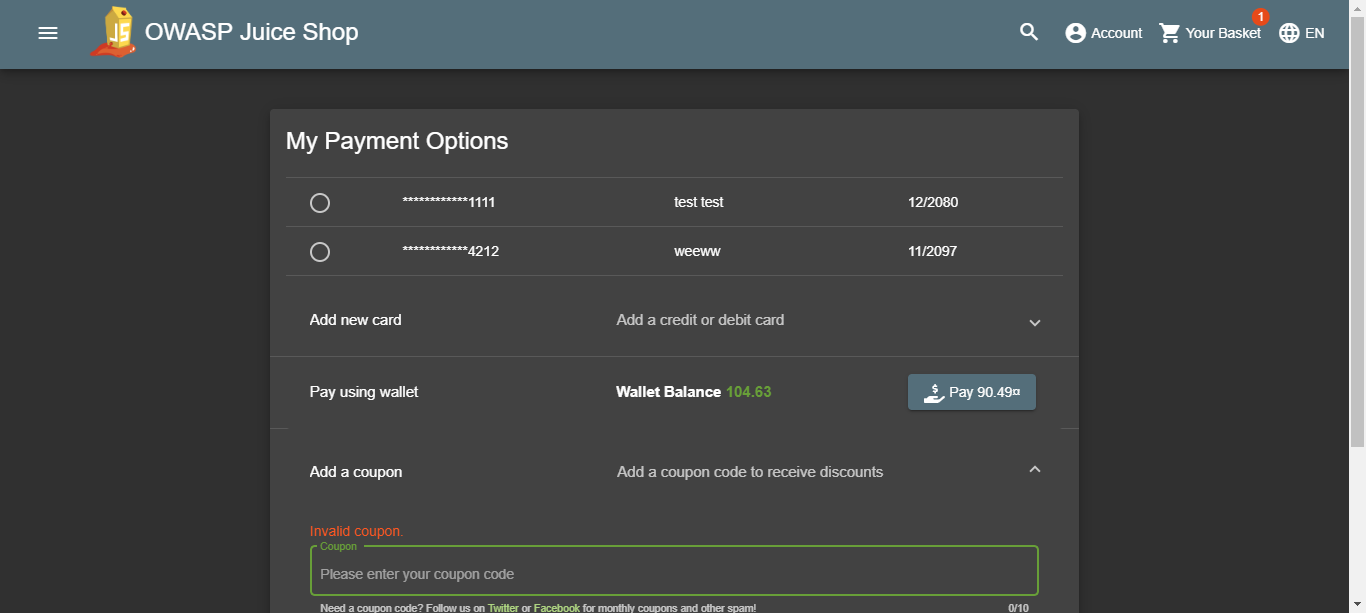 JS OWASP Juice Shop Account Your Basket 1 EN
My Payment Options
************1111 test test 12/2080
************4212 weeww 11/2097
Add new card Add a credit or debit card
Pay using wallet Wallet Balance 104.63 $ Pay 90.49¤
Add a coupon Add a coupon code to receive discounts
Invalid coupon.
Coupon
Please enter your coupon code
Need a coupon code? Follow us on Twitter or Facebook for monthly coupons and other spam! 0/10